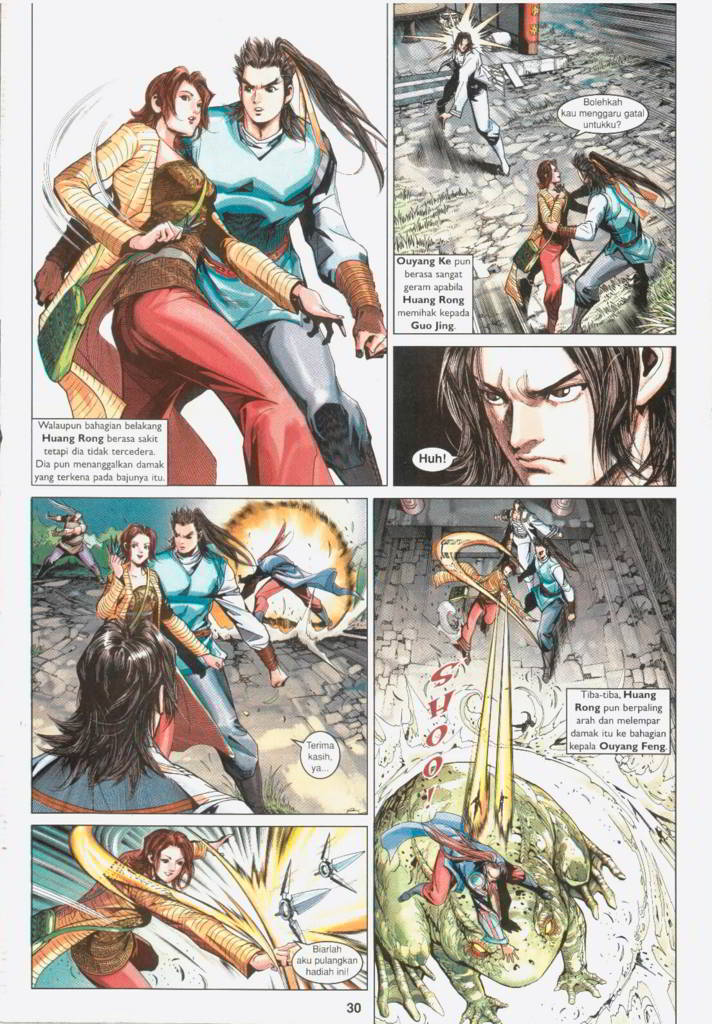 Walaupun bahagian belakang
Huang Rong berasa sakit
tetapi dia tidak tercedera.
Dia pun menanggalkan damak
yang terkena pada bajunya itu.
Bolehkah
kau menggaru gatal
untukku?
Ouyang Ke pun
berasa sangat
geram apabila
Huang Rong
memihak kepada
Guo Jing.
Huh!
Terima
kasih,
ya...
Biarlah
aku pulangkan
hadiah ini!
SHOO!
Tiba-tiba, Huang
Rong pun berpaling
arah dan melempar
damak itu ke bahagian
kepala Ouyang Feng.
30